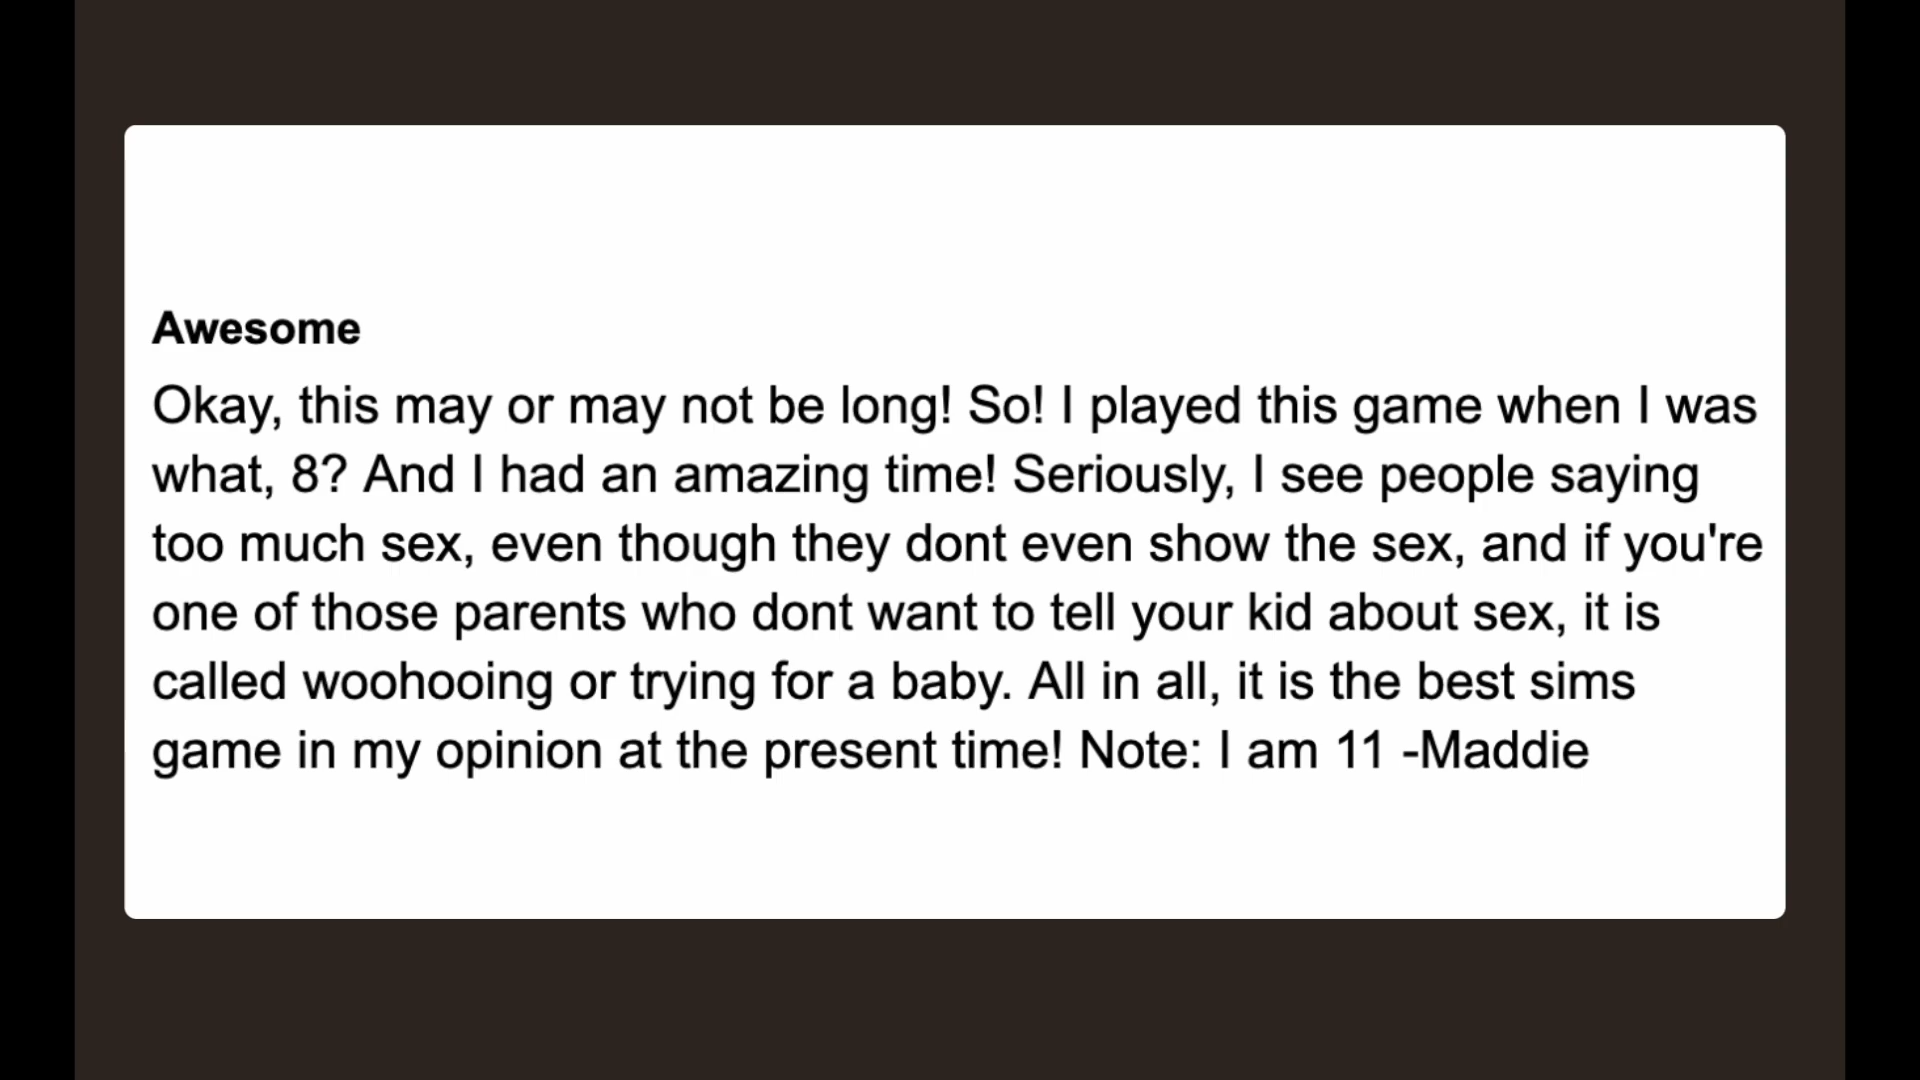 Awesome
Okay, this may or may not be long! So! I played this game when I was
what, 8? And I had an amazing time! Seriously, I see people saying
too much sex, even though they dont even show the sex, and if you're
one of those parents who dont want to tell your kid about sex, it is
called woohooing or trying for a baby. All in all, it is the best sims
game in my opinion at the present time! Note: I am 11 -Maddie